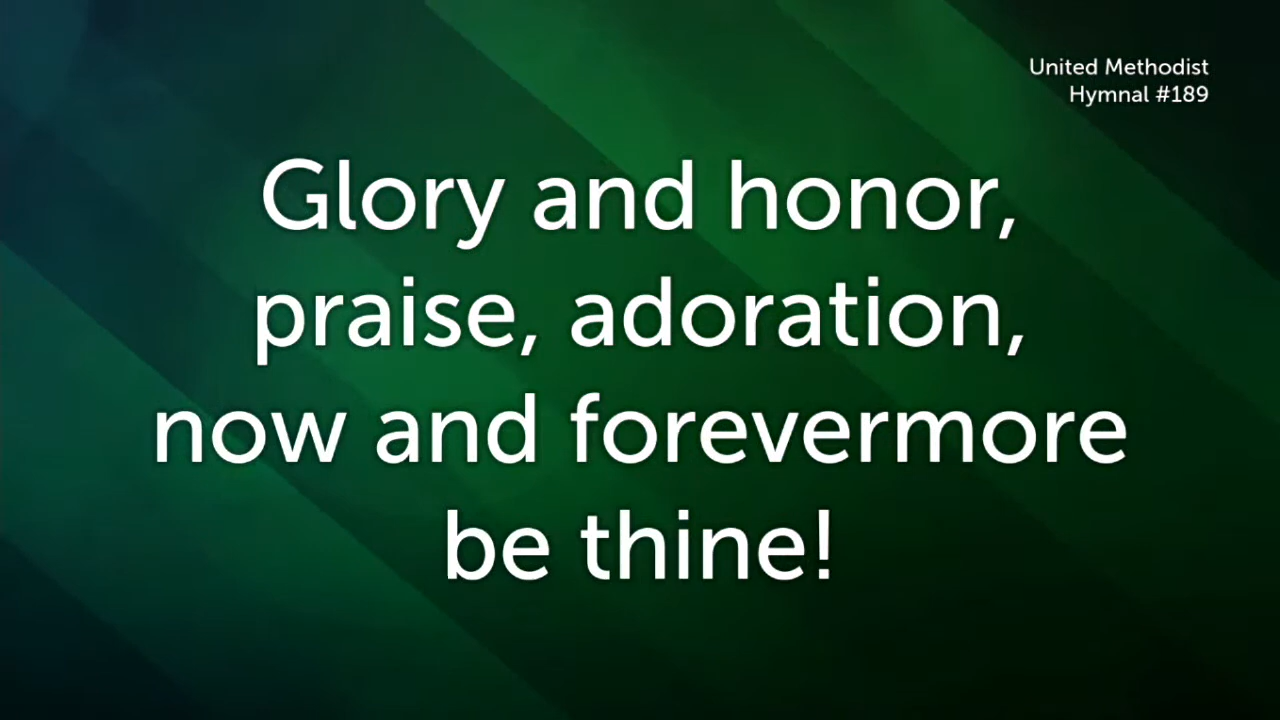 United Methodist
Hymnal #189
Glory and honor,
praise, adoration,
now and forevermore
be thine!